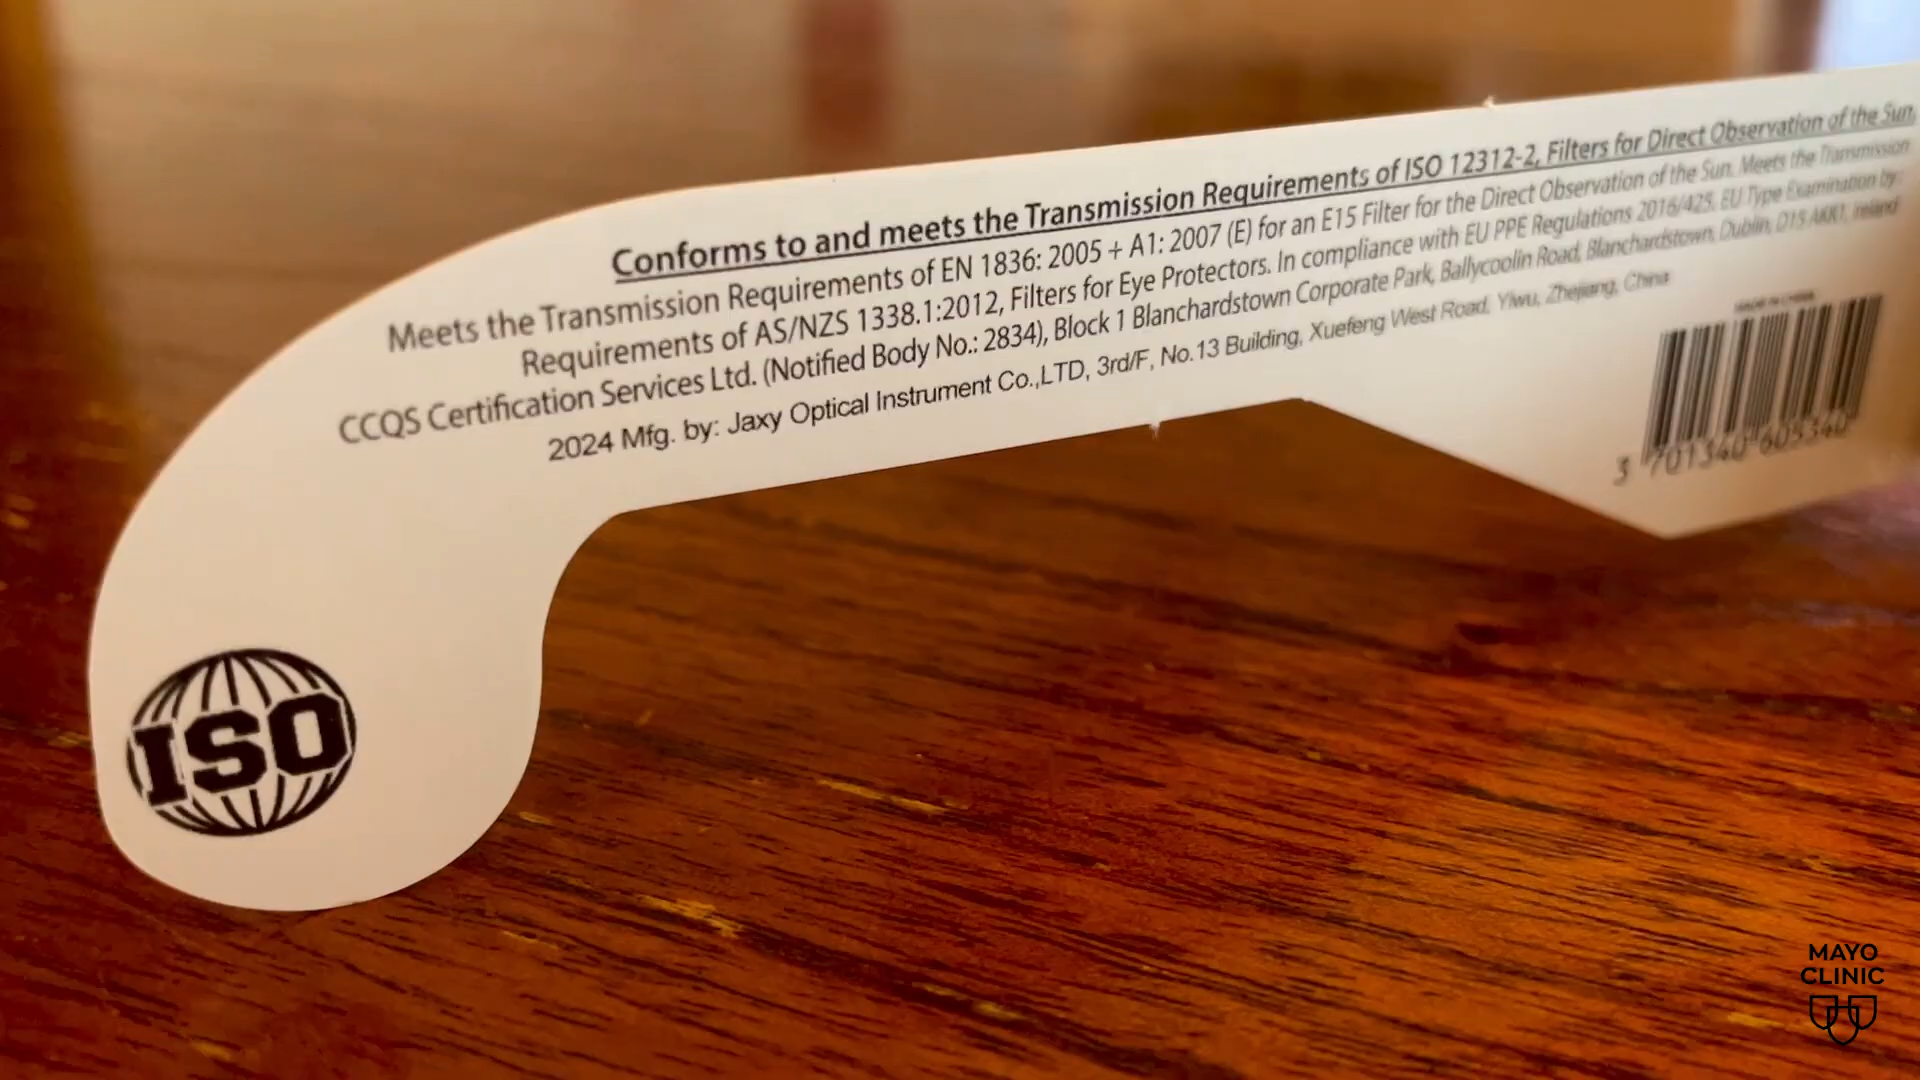 Conforms to and meets the Transmission Requirements of ISO 12312-2, Filters for Direct Observation of the Sun.
Meets the Transmission Requirements of EN 1836: 2005 + A1: 2007 (E) for an E15 Filter for the Direct Observation of the Sun. Meets the Transmission
Requirements of AS/NZS 1338.1:2012, Filters for Eye Protectors. In compliance with EU PPE Regulations 2016/425. EU Type Examination by:
CCQS Certification Services Ltd. (Notified Body No.: 2834), Block 1 Blanchardstown Corporate Park, Ballycoolin Road, Blanchardstown, Dublin, D15 AKK1, Ireland
2024 Mfg. by: Jaxy Optical Instrument Co.,LTD, 3rd/F, No.13 Building, Xuefeng West Road, Yiwu, Zhejiang, China
MADE IN CHINA
3 701340 605340
ISO
MAYO
CLINIC